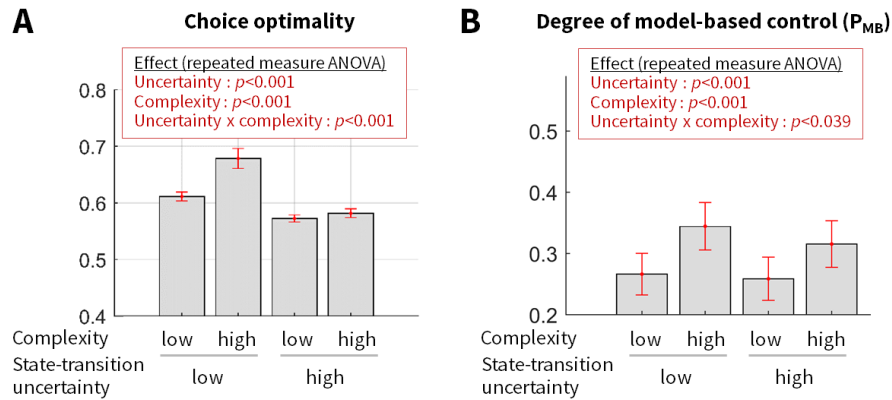 A
Choice optimality
Effect (repeated measure ANOVA)
Uncertainty : p<0.001
Complexity : p<0.001
Uncertainty x complexity : p<0.001
0.8
0.7
0.6
0.5
0.4
Complexity low high low high
State-transition
uncertainty
low high
B
Degree of model-based control (PMB)
Effect (repeated measure ANOVA)
Uncertainty : p<0.001
Complexity : p<0.001
Uncertainty x complexity : p<0.039
0.5
0.4
0.3
0.2
Complexity low high low high
State-transition
uncertainty
low high